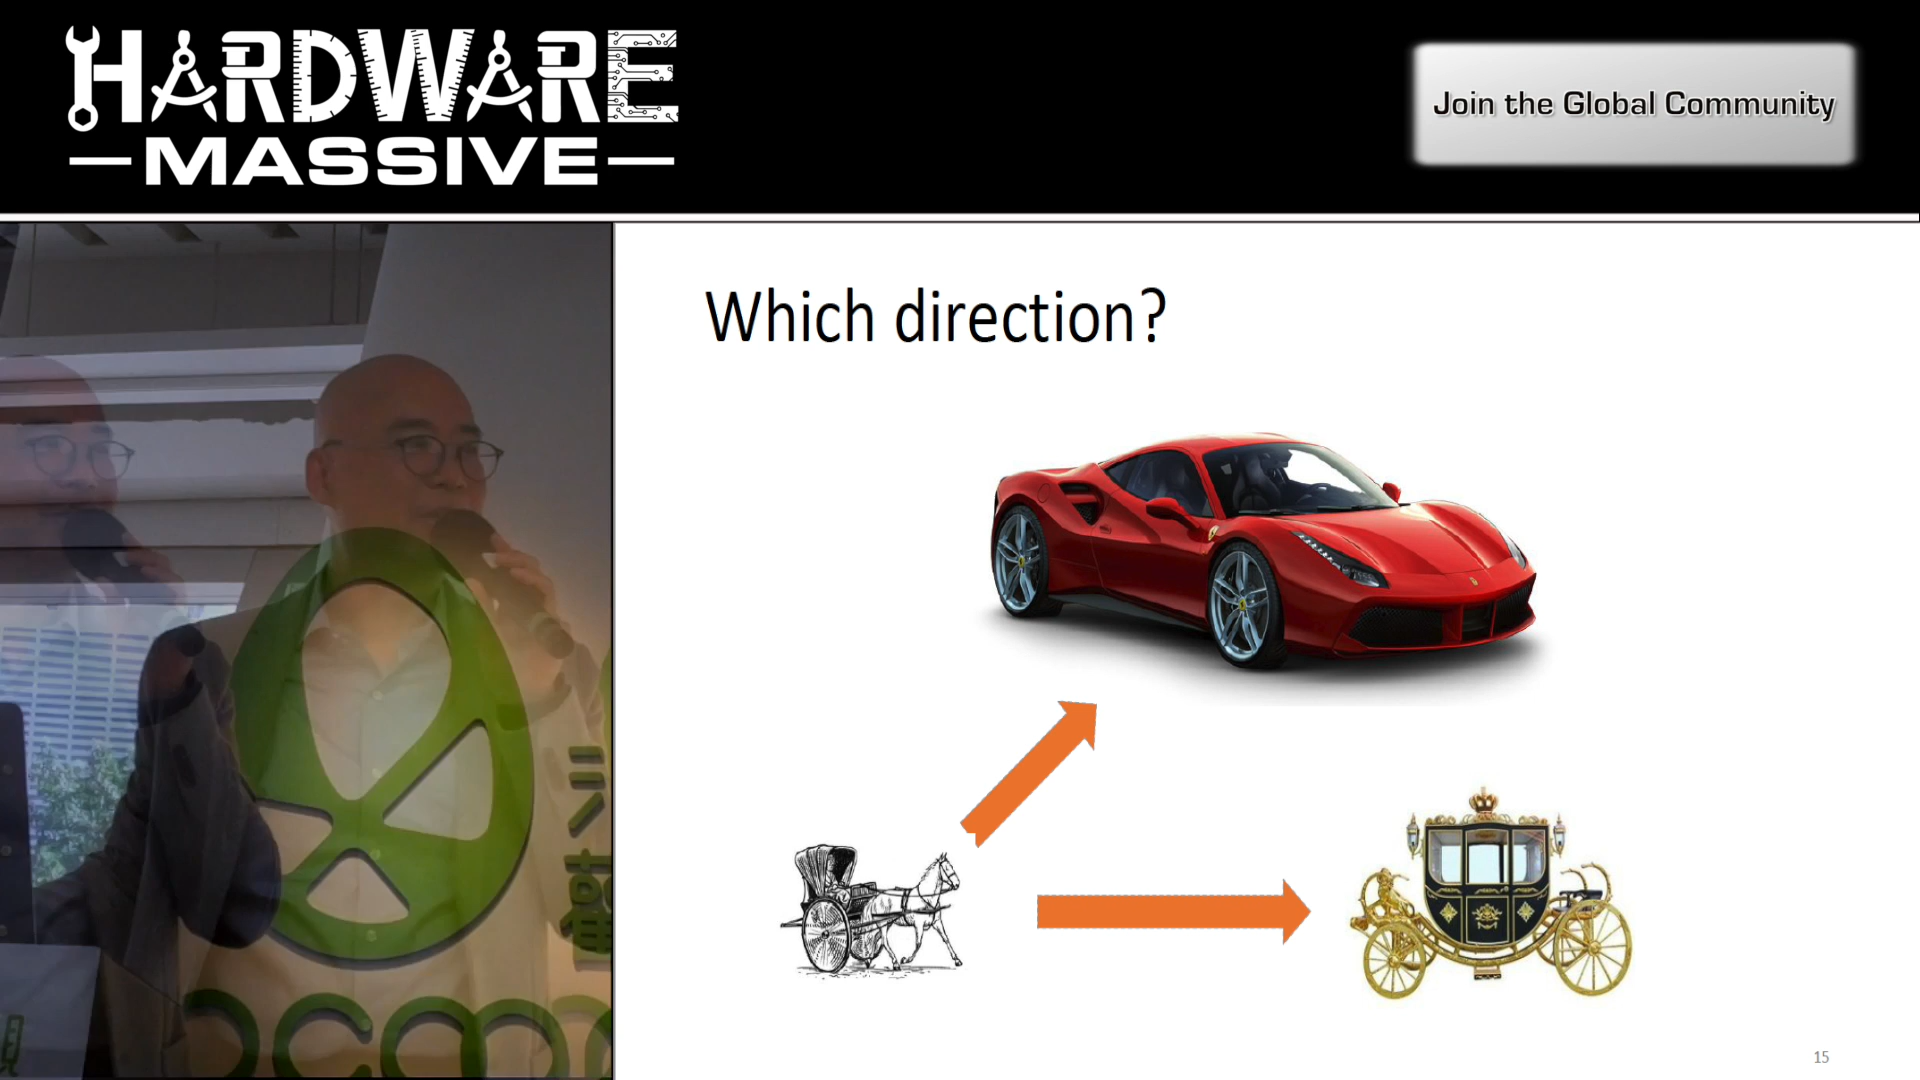 HARDWARE
MASSIVE
Join the Global Community
Which direction?
15